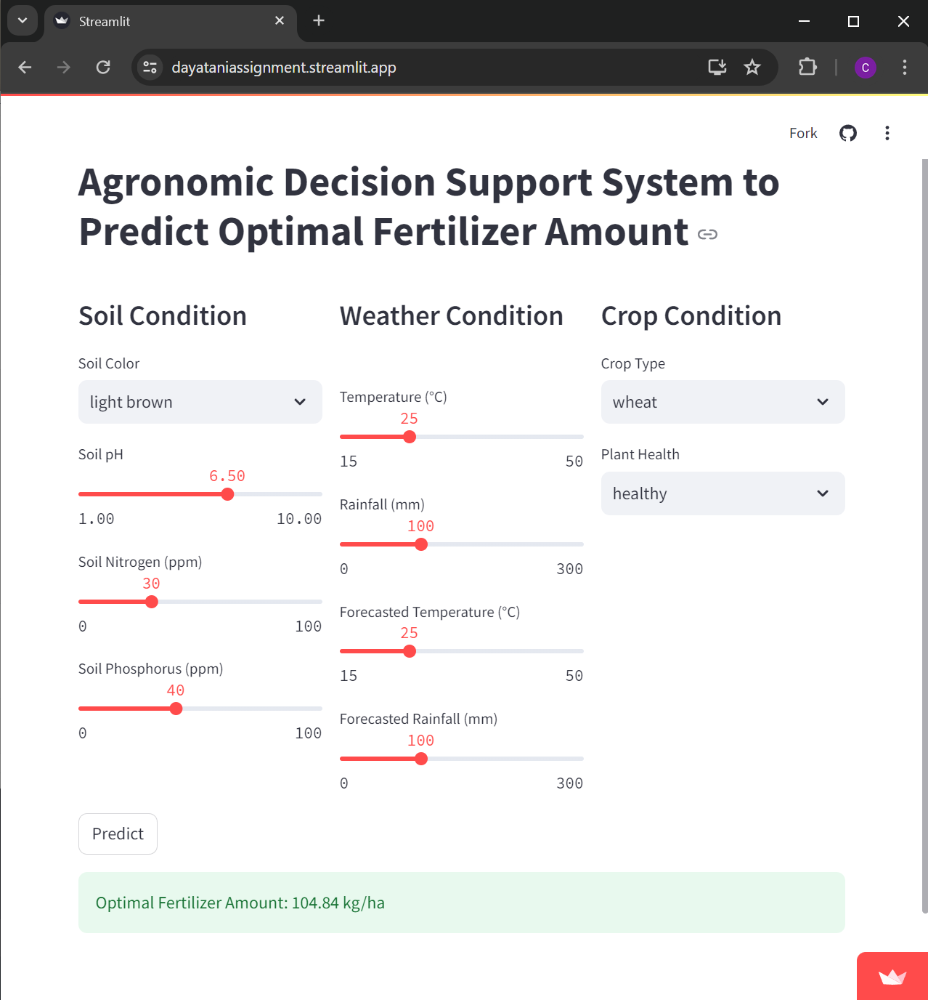 Streamlit
dayataniassignment.streamlit.app
C
Fork
Agronomic Decision Support System to
Predict Optimal Fertilizer Amount
Soil Condition
Soil Color
light brown
Soil pH
6.50
1.00 10.00
Soil Nitrogen (ppm)
30
0 100
Soil Phosphorus (ppm)
40
0 100
Weather Condition
Temperature (°C)
25
15 50
Rainfall (mm)
100
0 300
Forecasted Temperature (°C)
25
15 50
Forecasted Rainfall (mm)
100
0 300
Crop Condition
Crop Type
wheat
Plant Health
healthy
Predict
Optimal Fertilizer Amount: 104.84 kg/ha